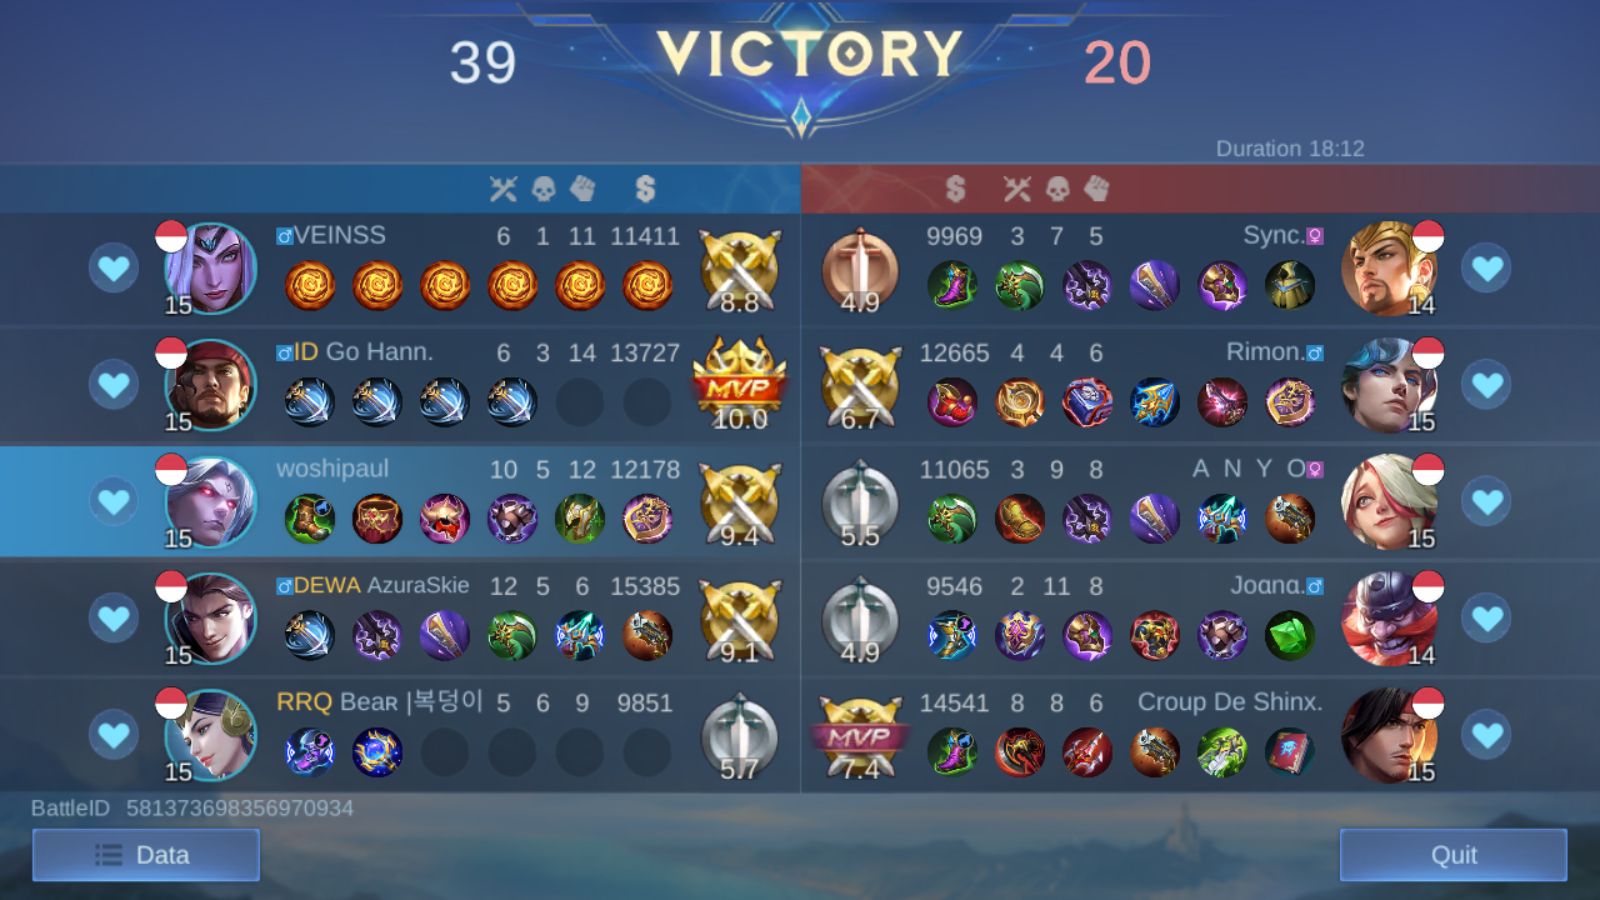 39 VICTORY 20
Duration 18:12
VEINSS 6 1 11 11411
15 8.8
9969 3 7 5 Sync.
4.9 14
ID Go Hann. 6 3 14 13727
15 MVP 10.0
12665 4 4 6 Rimon.
6.7 15
woshipaul 10 5 12 12178
15 9.4
11065 3 9 8 A N Y O
5.5 15
DEWA AzuraSkie 12 5 6 15385
15 9.1
9546 2 11 8 Joana.
4.9 14
RRQ Bear |복덩이 5 6 9 9851
15 5.7
14541 8 8 6 Croup De Shinx.
MVP 7.4 15
BattleID 581373698356970934
Data
Quit